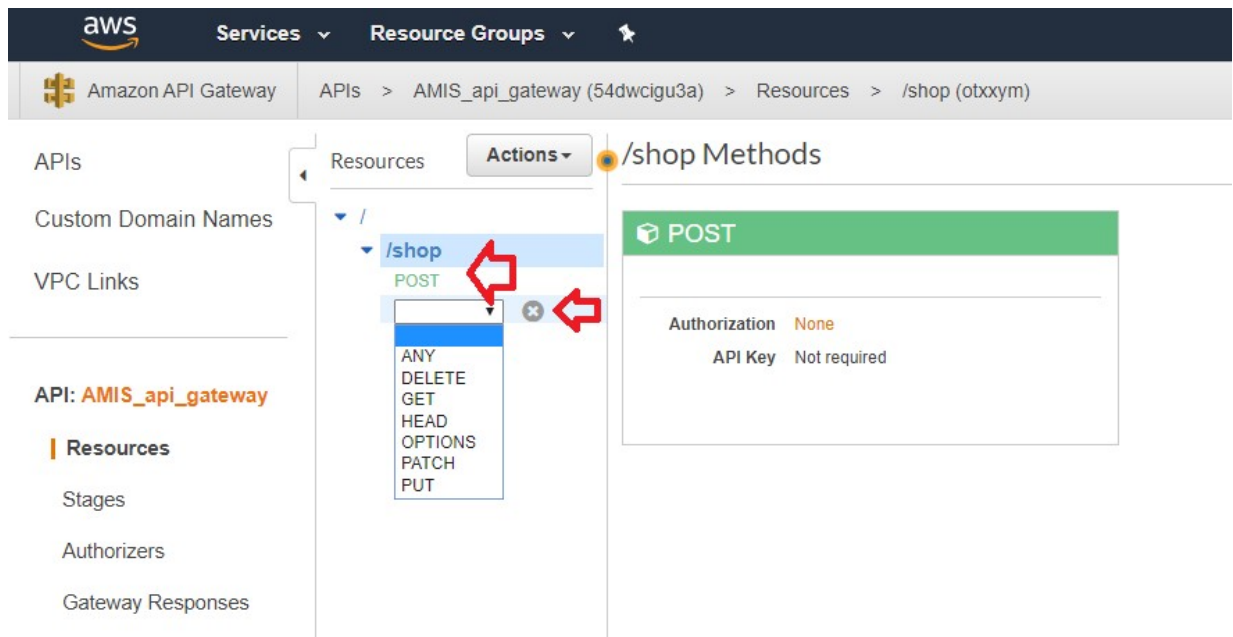 aws Services Resource Groups
Amazon API Gateway APIs > AMIS_api_gateway (54dwcigu3a) > Resources > /shop (otxxym)
APIs
Custom Domain Names
VPC Links
API: AMIS_api_gateway
Resources
Stages
Authorizers
Gateway Responses
Resources Actions
/
/shop
POST
ANY
DELETE
GET
HEAD
OPTIONS
PATCH
PUT
/shop Methods
POST
Authorization None
API Key Not required